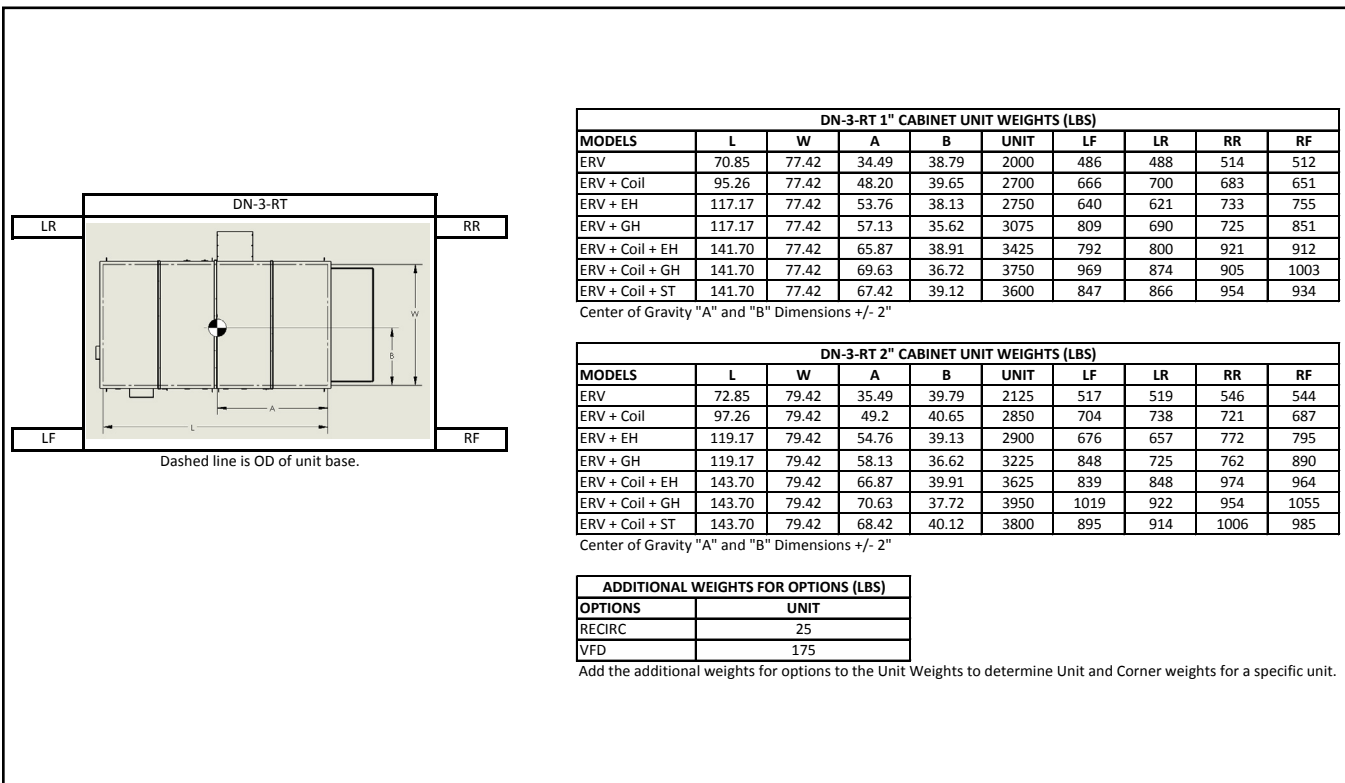 DN-3-RT
LR RR
W
B
A
L
LF RF
Dashed line is OD of unit base.
DN-3-RT 1" CABINET UNIT WEIGHTS (LBS)
MODELS L W A B UNIT LF LR RR RF
ERV 70.85 77.42 34.49 38.79 2000 486 488 514 512
ERV + Coil 95.26 77.42 48.20 39.65 2700 666 700 683 651
ERV + EH 117.17 77.42 53.76 38.13 2750 640 621 733 755
ERV + GH 117.17 77.42 57.13 35.62 3075 809 690 725 851
ERV + Coil + EH 141.70 77.42 65.87 38.91 3425 792 800 921 912
ERV + Coil + GH 141.70 77.42 69.63 36.72 3750 969 874 905 1003
ERV + Coil + ST 141.70 77.42 67.42 39.12 3600 847 866 954 934
Center of Gravity "A" and "B" Dimensions +/- 2"
DN-3-RT 2" CABINET UNIT WEIGHTS (LBS)
MODELS L W A B UNIT LF LR RR RF
ERV 72.85 79.42 35.49 39.79 2125 517 519 546 544
ERV + Coil 97.26 79.42 49.2 40.65 2850 704 738 721 687
ERV + EH 119.17 79.42 54.76 39.13 2900 676 657 772 795
ERV + GH 119.17 79.42 58.13 36.62 3225 848 725 762 890
ERV + Coil + EH 143.70 79.42 66.87 39.91 3625 839 848 974 964
ERV + Coil + GH 143.70 79.42 70.63 37.72 3950 1019 922 954 1055
ERV + Coil + ST 143.70 79.42 68.42 40.12 3800 895 914 1006 985
Center of Gravity "A" and "B" Dimensions +/- 2"
ADDITIONAL WEIGHTS FOR OPTIONS (LBS)
OPTIONS UNIT
RECIRC 25
VFD 175
Add the additional weights for options to the Unit Weights to determine Unit and Corner weights for a specific unit.